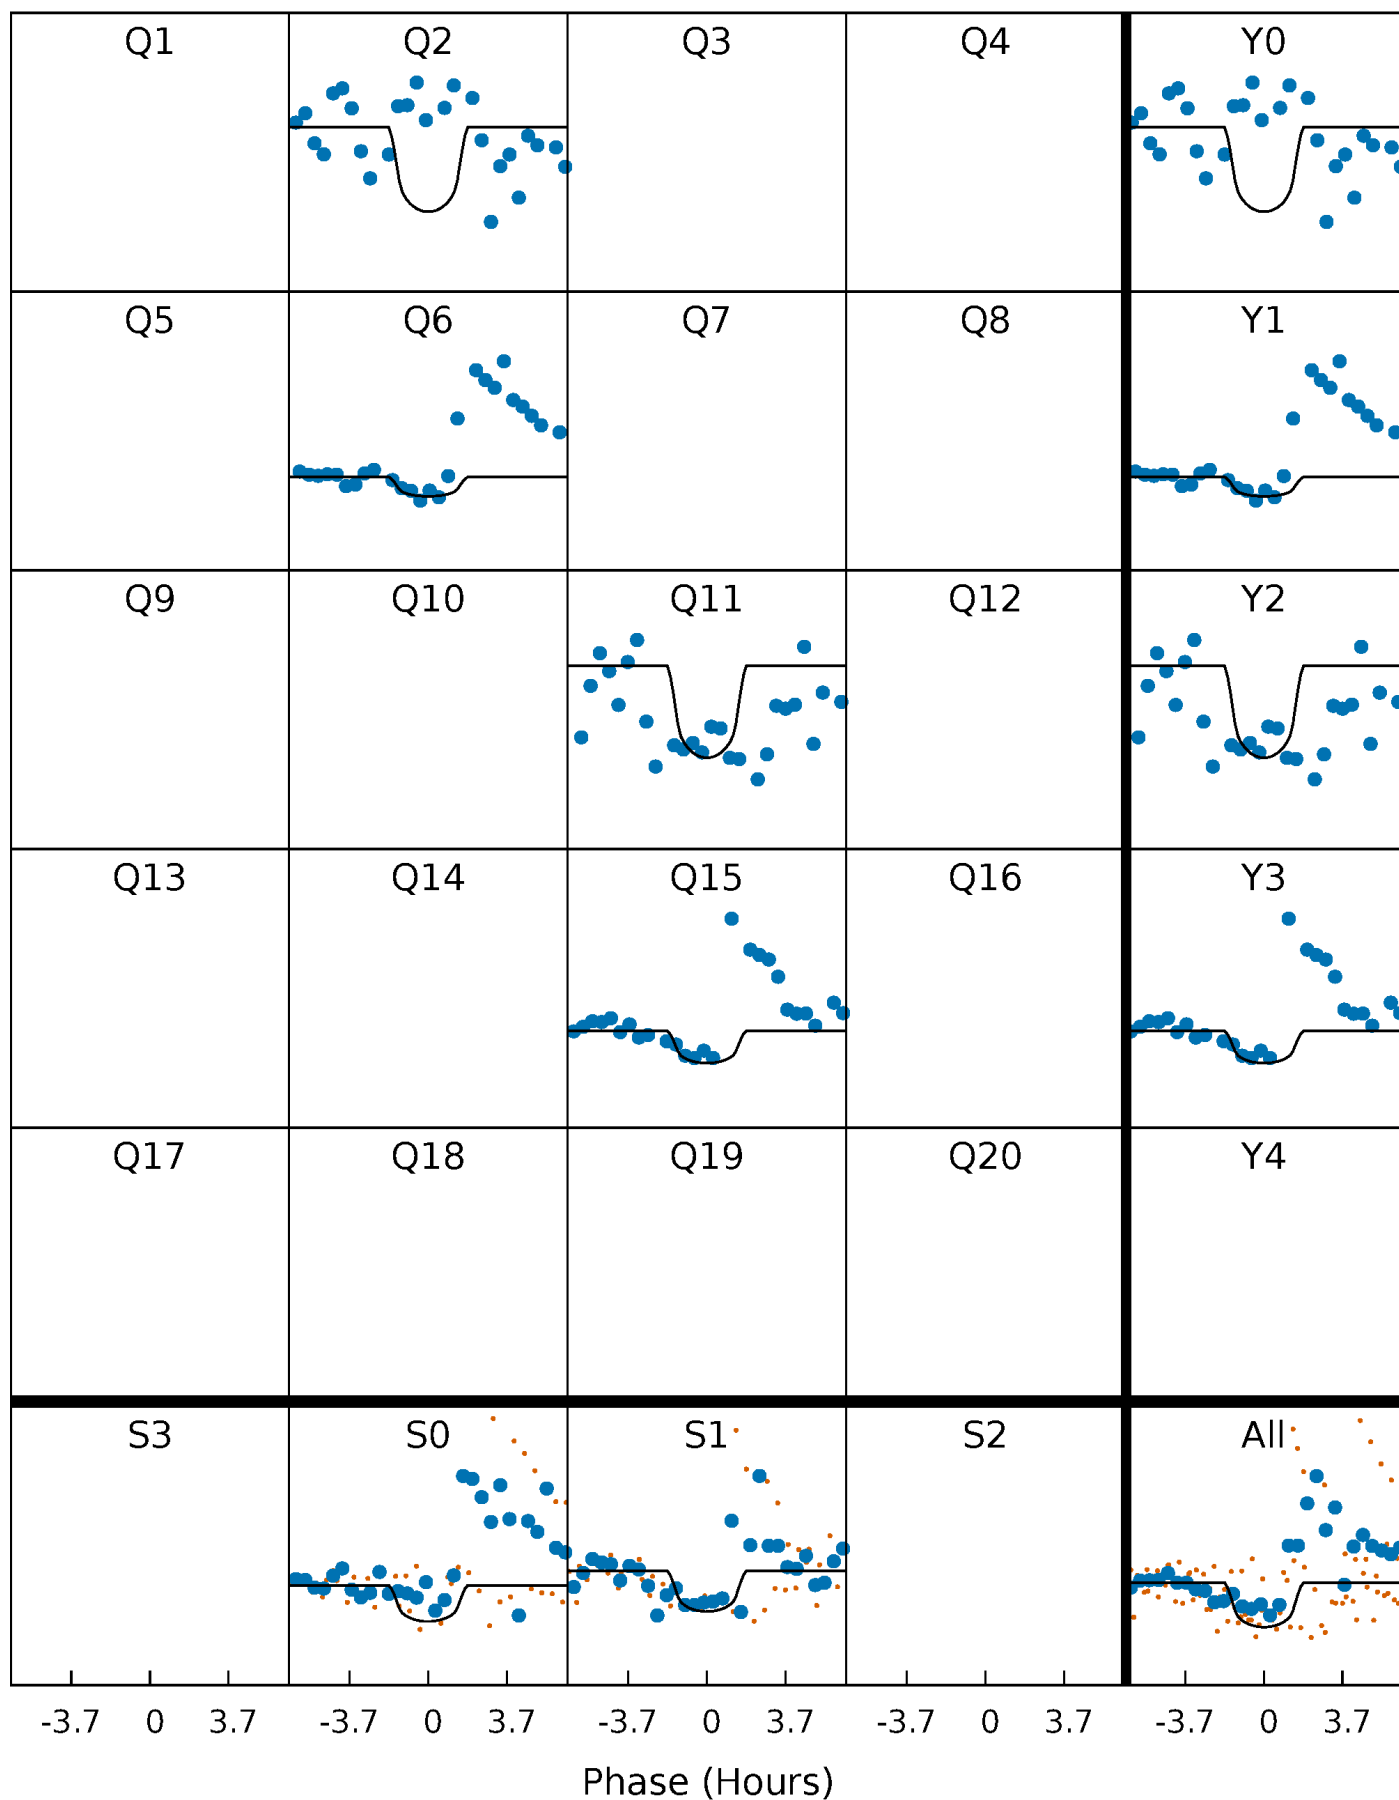 Q1 Q2 Q3 Q4 Y0
Q5 Q6 Q7 Q8 Y1
Q9 Q10 Q11 Q12 Y2
Q13 Q14 Q15 Q16 Y3
Q17 Q18 Q19 Q20 Y4
S3 S0 S1 S2 All
-3.7 0 3.7 -3.7 0 3.7 -3.7 0 3.7 -3.7 0 3.7 -3.7 0 3.7
Phase (Hours)